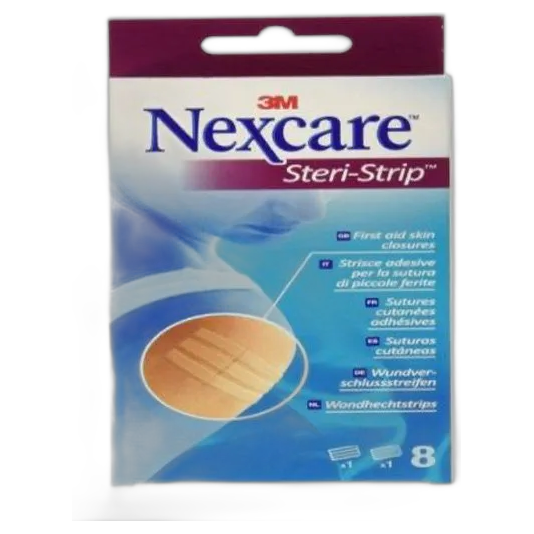 3M
Nexcare™
Steri-Strip™
GB First aid skin
closures
IT Strisce adesive
per la sutura
di piccole ferite
FR Sutures
cutanées
adhésives
ES Suturas
cutáneas
DE Wundver-
schlussstreifen
NL Wondhechtstrips
x1 x1 8